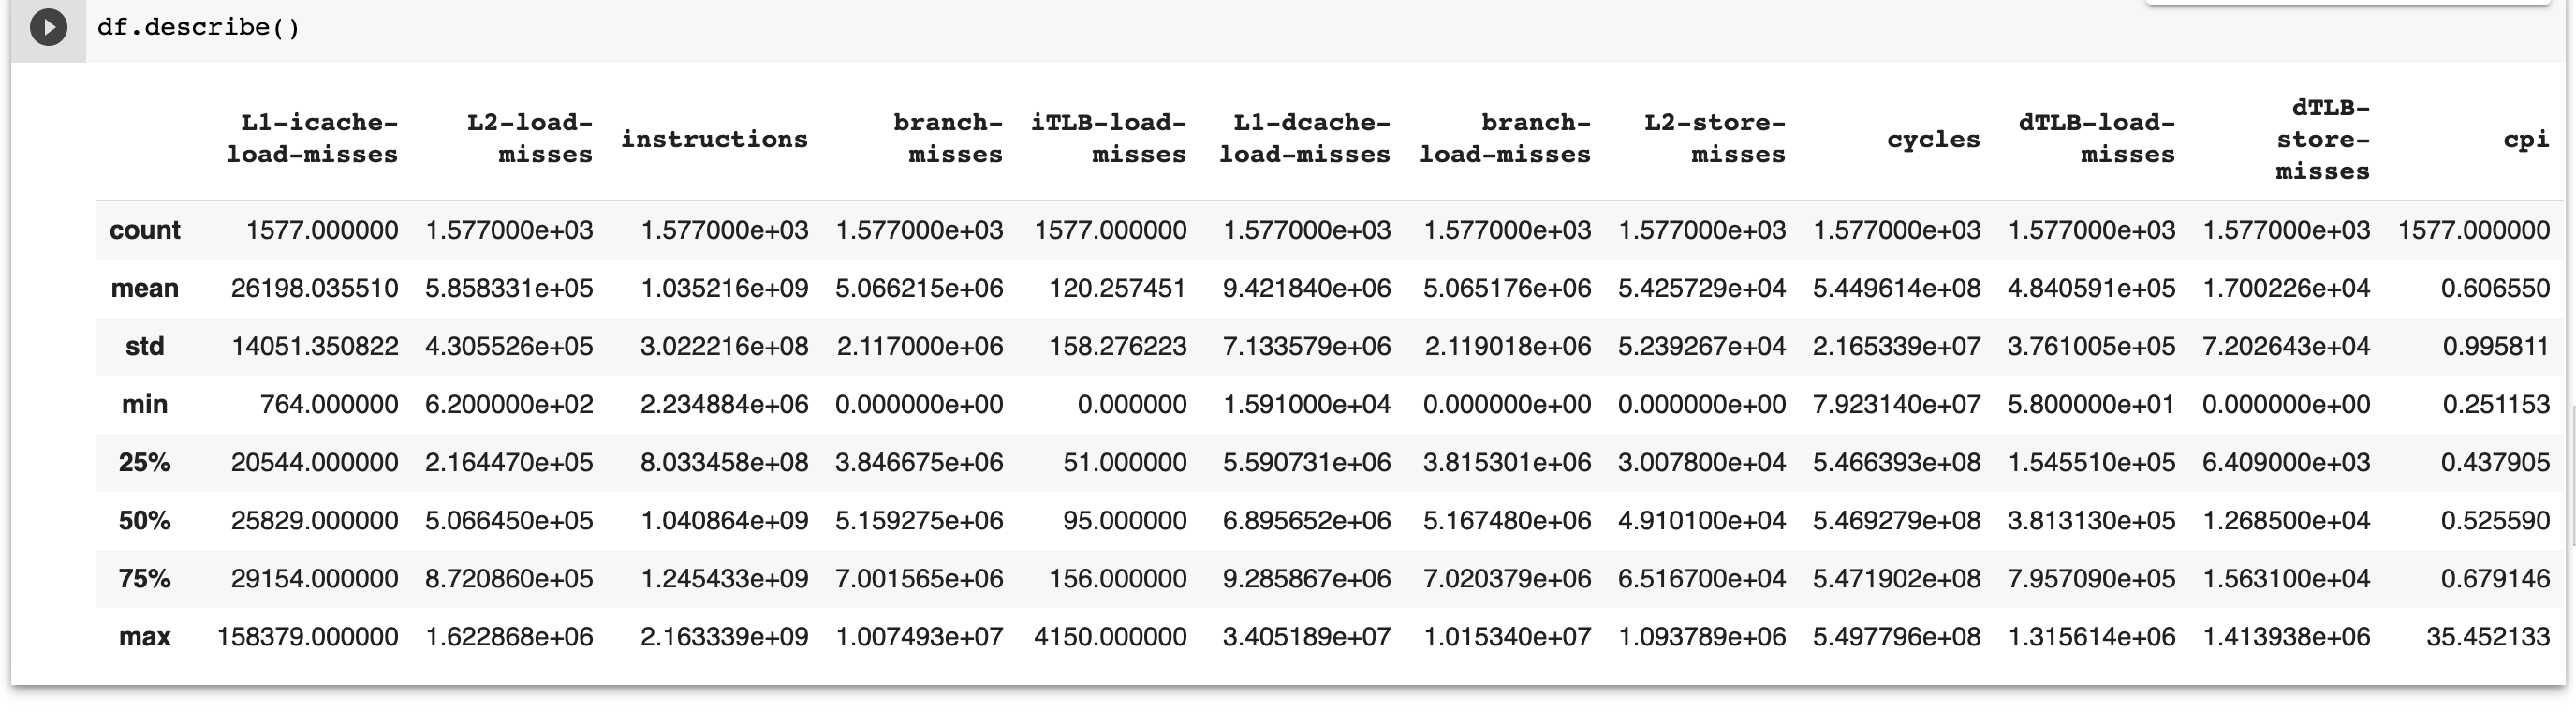 df.describe()
L1-icache-load-misses L2-load-misses instructions branch-misses iTLB-load-misses L1-dcache-load-misses branch-load-misses L2-store-misses cycles dTLB-load-misses dTLB-store-misses cpi
count 1577.000000 1.577000e+03 1.577000e+03 1.577000e+03 1577.000000 1.577000e+03 1.577000e+03 1.577000e+03 1.577000e+03 1.577000e+03 1.577000e+03 1577.000000
mean 26198.035510 5.858331e+05 1.035216e+09 5.066215e+06 120.257451 9.421840e+06 5.065176e+06 5.425729e+04 5.449614e+08 4.840591e+05 1.700226e+04 0.606550
std 14051.350822 4.305526e+05 3.022216e+08 2.117000e+06 158.276223 7.133579e+06 2.119018e+06 5.239267e+04 2.165339e+07 3.761005e+05 7.202643e+04 0.995811
min 764.000000 6.200000e+02 2.234884e+06 0.000000e+00 0.000000 1.591000e+04 0.000000e+00 0.000000e+00 7.923140e+07 5.800000e+01 0.000000e+00 0.251153
25% 20544.000000 2.164470e+05 8.033458e+08 3.846675e+06 51.000000 5.590731e+06 3.815301e+06 3.007800e+04 5.466393e+08 1.545510e+05 6.409000e+03 0.437905
50% 25829.000000 5.066450e+05 1.040864e+09 5.159275e+06 95.000000 6.895652e+06 5.167480e+06 4.910100e+04 5.469279e+08 3.813130e+05 1.268500e+04 0.525590
75% 29154.000000 8.720860e+05 1.245433e+09 7.001565e+06 156.000000 9.285867e+06 7.020379e+06 6.516700e+04 5.471902e+08 7.957090e+05 1.563100e+04 0.679146
max 158379.000000 1.622868e+06 2.163339e+09 1.007493e+07 4150.000000 3.405189e+07 1.015340e+07 1.093789e+06 5.497796e+08 1.315614e+06 1.413938e+06 35.452133